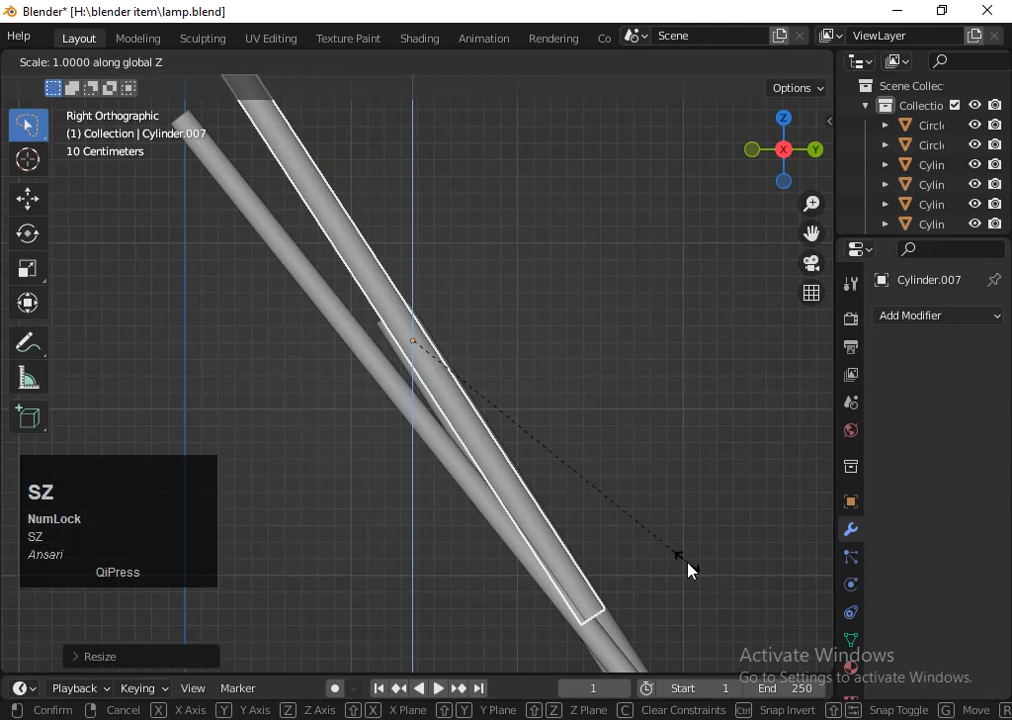 Blender* [H:\blender item\lamp.blend]
Help Layout Modeling Sculpting UV Editing Texture Paint Shading Animation Rendering Co Scene ViewLayer
Scale: 1.0000 along global Z
Options
Right Orthographic
(1) Collection | Cylinder.007
10 Centimeters
Z
X
Y
Scene Collec
Collectio
Circl
Circl
Cylin
Cylin
Cylin
Cylin
Cylinder.007
Add Modifier
SZ
NumLock
SZ
Ansari
QiPress
Resize
Activate Windows
Go to Settings to activate Windows.
Playback Keying View Marker 1 Start 1 End 250
Confirm Cancel X X Axis Y Y Axis Z Z Axis X X Plane Y Y Plane Z Z Plane C Clear Constraints Ctrl Snap Invert Snap Toggle G Move R